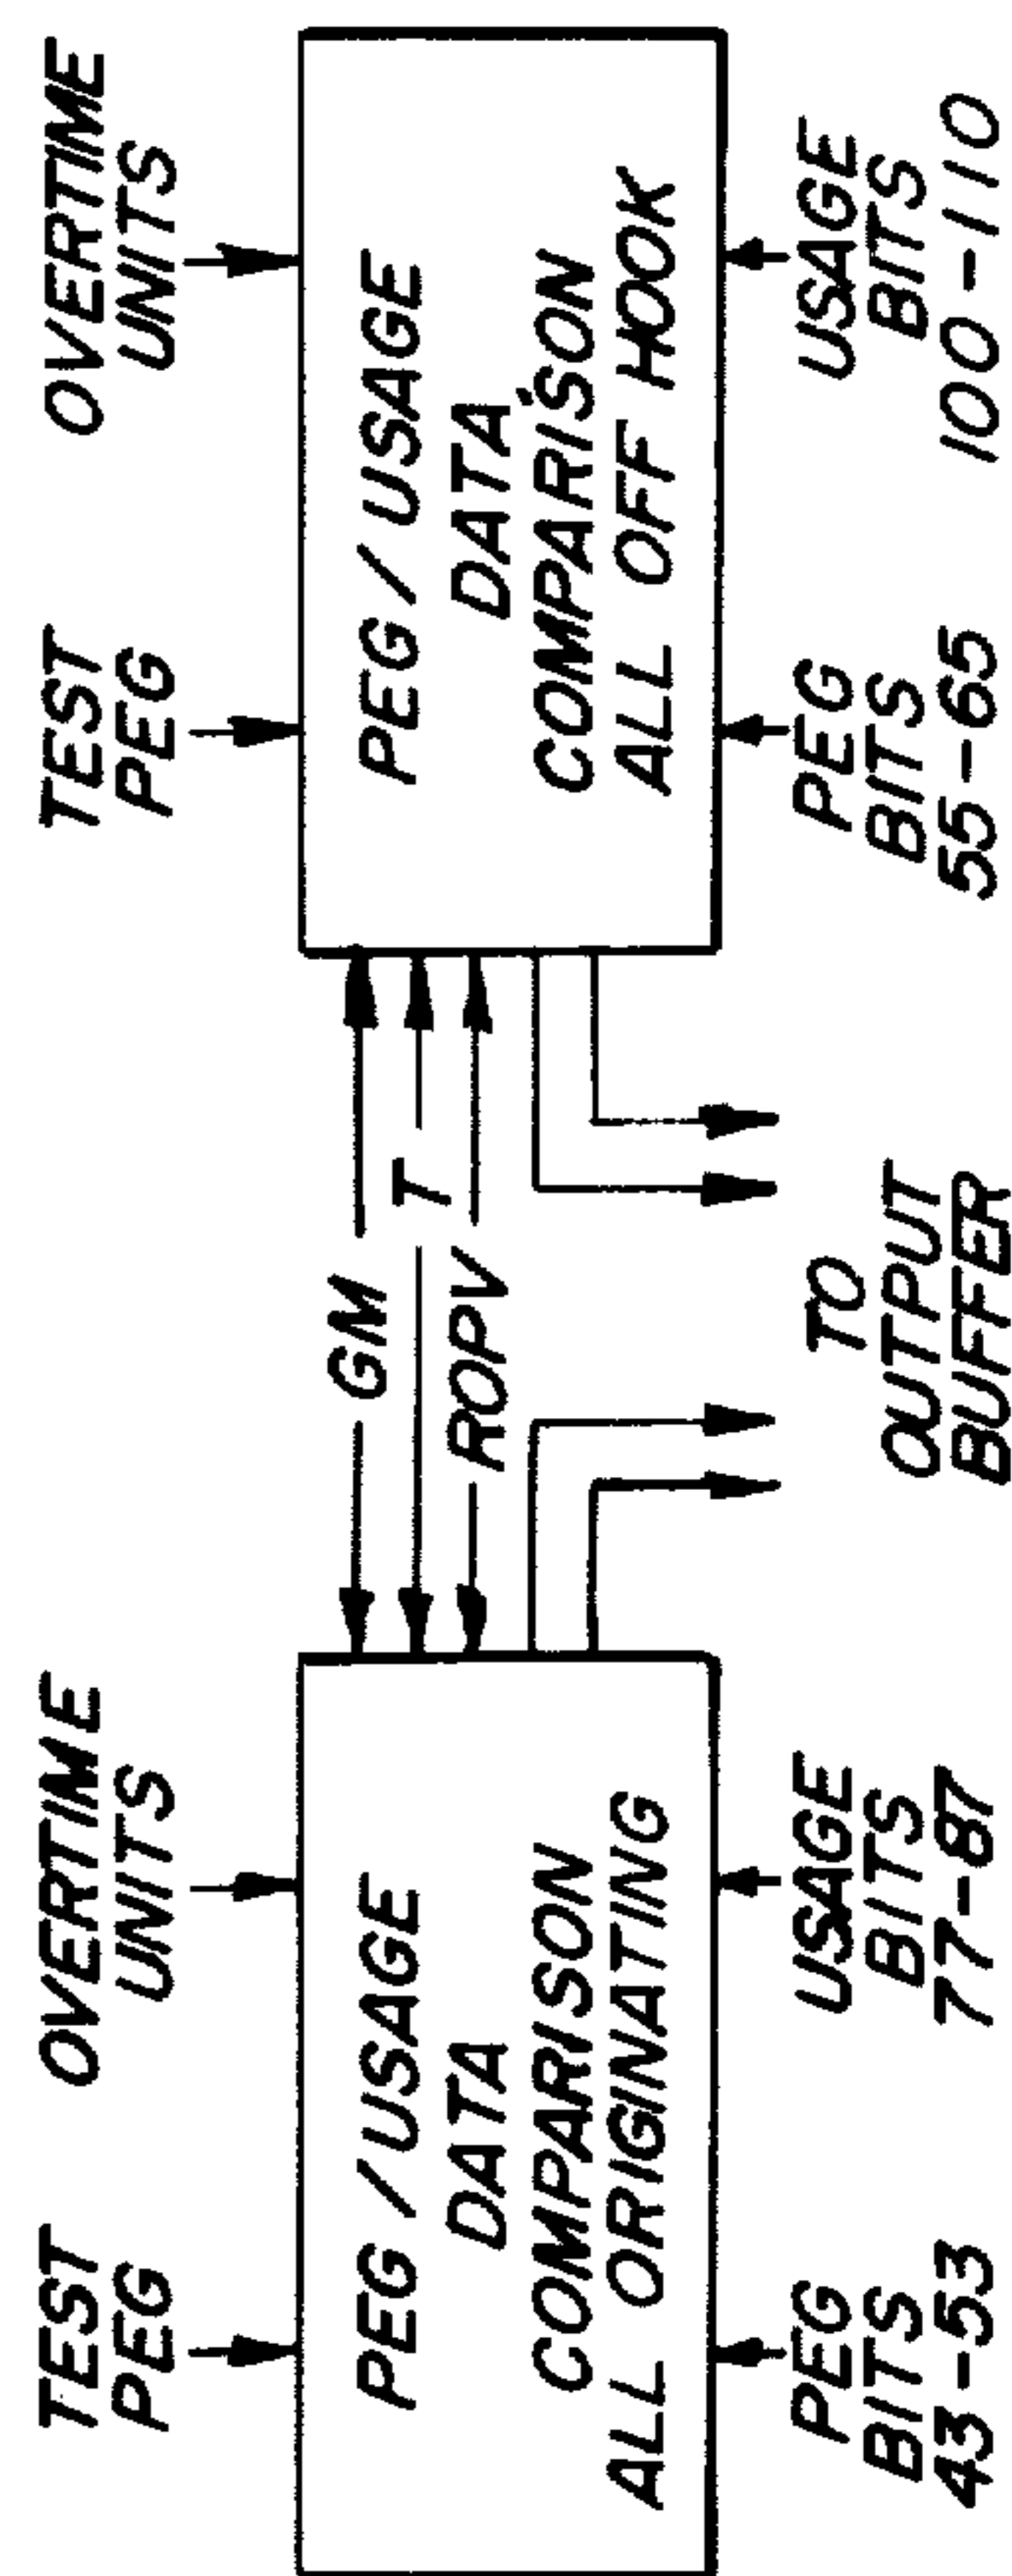 TEST
PEG
OVERTIME
UNITS
PEG / USAGE
DATA
COMPARISON
ALL ORIGINATING
PEG
BITS
43-53
USAGE
BITS
77-87
GM
T
ROPV
TO
OUTPUT
BUFFER
TEST
PEG
OVERTIME
UNITS
PEG / USAGE
DATA
COMPARISON
ALL OFF HOOK
PEG
BITS
55-65
USAGE
BITS
100-110